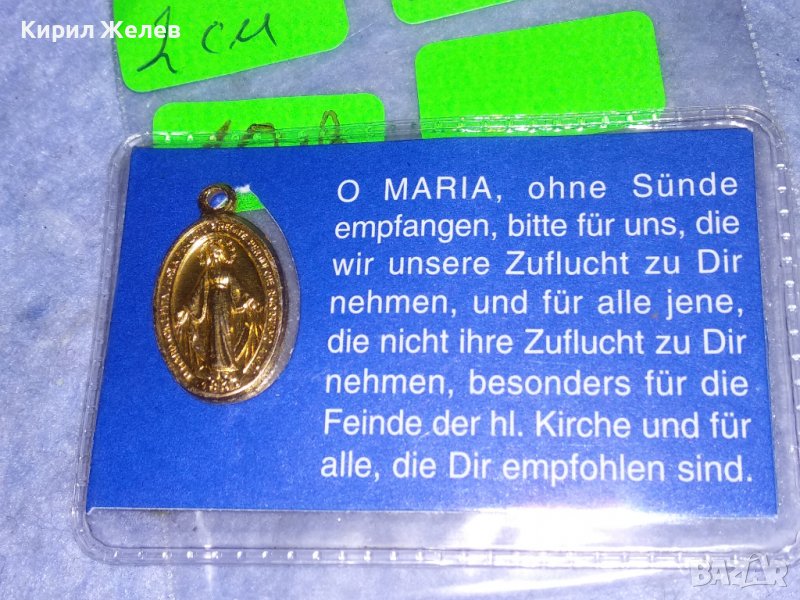 Кирил Желев
2 см
O MARIA, ohne Sünde
empfangen, bitte für uns, die
wir unsere Zuflucht zu Dir
nehmen, und für alle jene,
die nicht ihre Zuflucht zu Dir
nehmen, besonders für die
Feinde der hl. Kirche und für
alle, die Dir empfohlen sind.
BAZAR